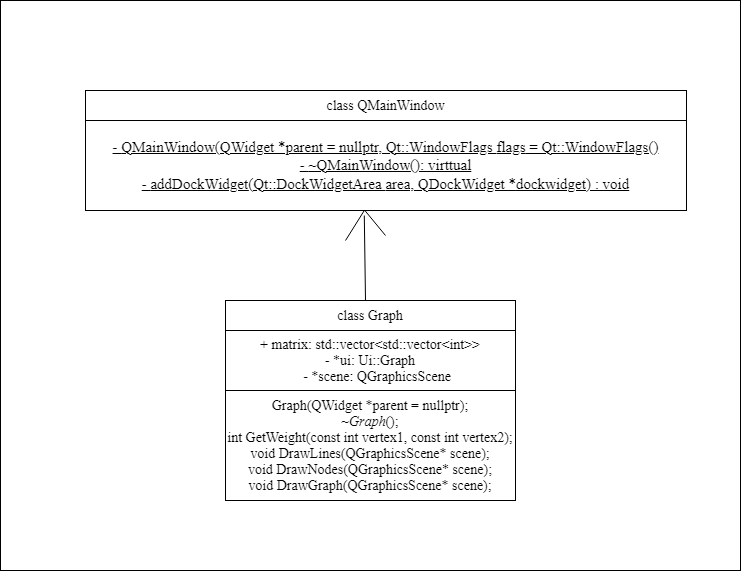 class QMainWindow
- QMainWindow(QWidget *parent = nullptr, Qt::WindowFlags flags = Qt::WindowFlags()
- ~QMainWindow(): virttual
- addDockWidget(Qt::DockWidgetArea area, QDockWidget *dockwidget) : void
class Graph
+ matrix: std::vector<std::vector<int>>
- *ui: Ui::Graph
- *scene: QGraphicsScene
Graph(QWidget *parent = nullptr);
~Graph();
int GetWeight(const int vertex1, const int vertex2);
void DrawLines(QGraphicsScene* scene);
void DrawNodes(QGraphicsScene* scene);
void DrawGraph(QGraphicsScene* scene);